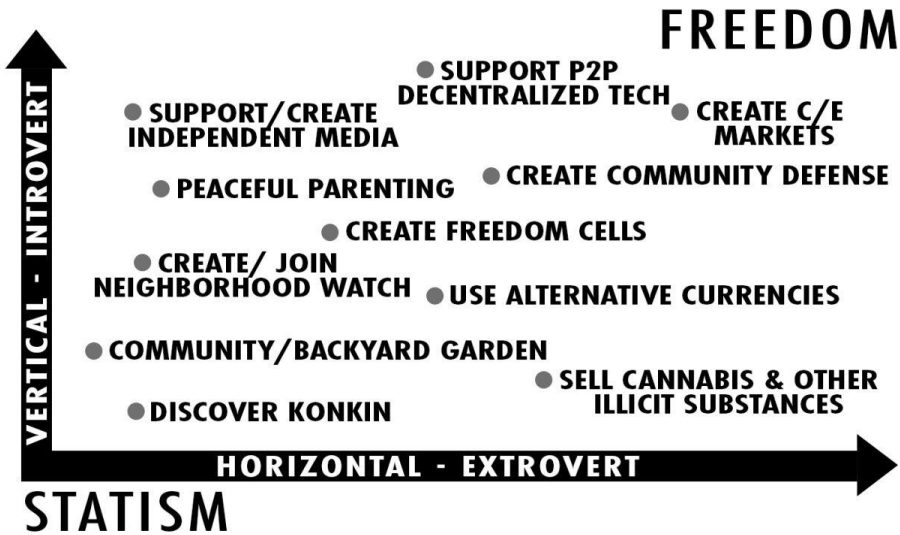 FREEDOM
SUPPORT P2P
DECENTRALIZED TECH
SUPPORT/CREATE
INDEPENDENT MEDIA
CREATE C/E
MARKETS
PEACEFUL PARENTING
CREATE COMMUNITY DEFENSE
CREATE FREEDOM CELLS
CREATE/ JOIN
NEIGHBORHOOD WATCH
USE ALTERNATIVE CURRENCIES
COMMUNITY/BACKYARD GARDEN
SELL CANNABIS & OTHER
ILLICIT SUBSTANCES
DISCOVER KONKIN
VERTICAL - INTROVERT
HORIZONTAL - EXTROVERT
STATISM